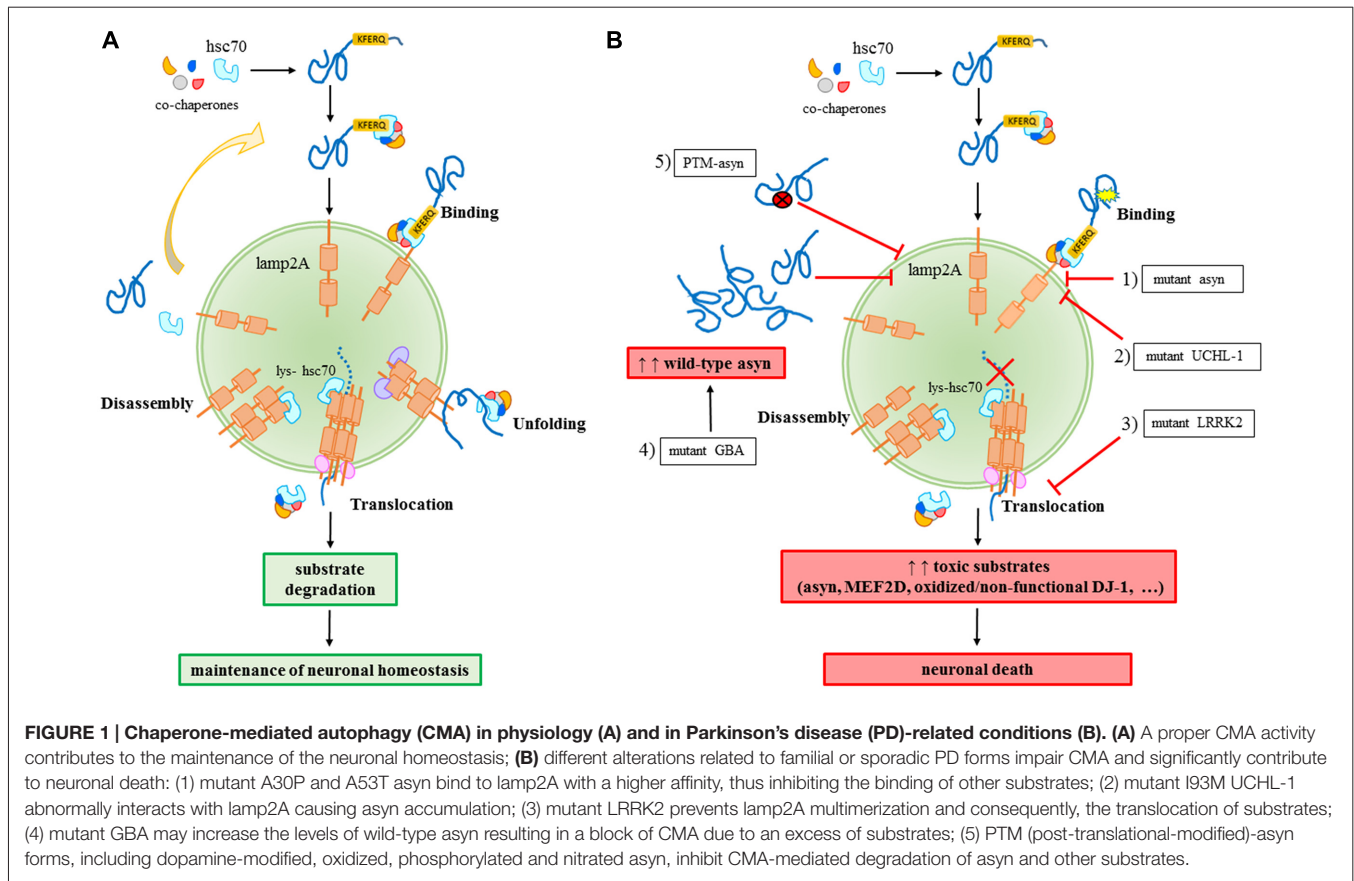 A
hsc70
co-chaperones
KFERQ
KFERQ
KFERQ
Binding
lamp2A
lys- hsc70
Disassembly
Unfolding
Translocation
substrate
degradation
maintenance of neuronal homeostasis
B
hsc70
co-chaperones
KFERQ
KFERQ
5) PTM-asyn
KFERQ
Binding
lamp2A
1) mutant asyn
2) mutant UCHL-1
↑↑ wild-type asyn
lys-hsc70
Disassembly
3) mutant LRRK2
4) mutant GBA
Translocation
↑↑ toxic substrates
(asyn, MEF2D, oxidized/non-functional DJ-1, …)
neuronal death
FIGURE 1 | Chaperone-mediated autophagy (CMA) in physiology (A) and in Parkinson's disease (PD)-related conditions (B). (A) A proper CMA activity
contributes to the maintenance of the neuronal homeostasis; (B) different alterations related to familial or sporadic PD forms impair CMA and significantly contribute
to neuronal death: (1) mutant A30P and A53T asyn bind to lamp2A with a higher affinity, thus inhibiting the binding of other substrates; (2) mutant I93M UCHL-1
abnormally interacts with lamp2A causing asyn accumulation; (3) mutant LRRK2 prevents lamp2A multimerization and consequently, the translocation of substrates;
(4) mutant GBA may increase the levels of wild-type asyn resulting in a block of CMA due to an excess of substrates; (5) PTM (post-translational-modified)-asyn
forms, including dopamine-modified, oxidized, phosphorylated and nitrated asyn, inhibit CMA-mediated degradation of asyn and other substrates.